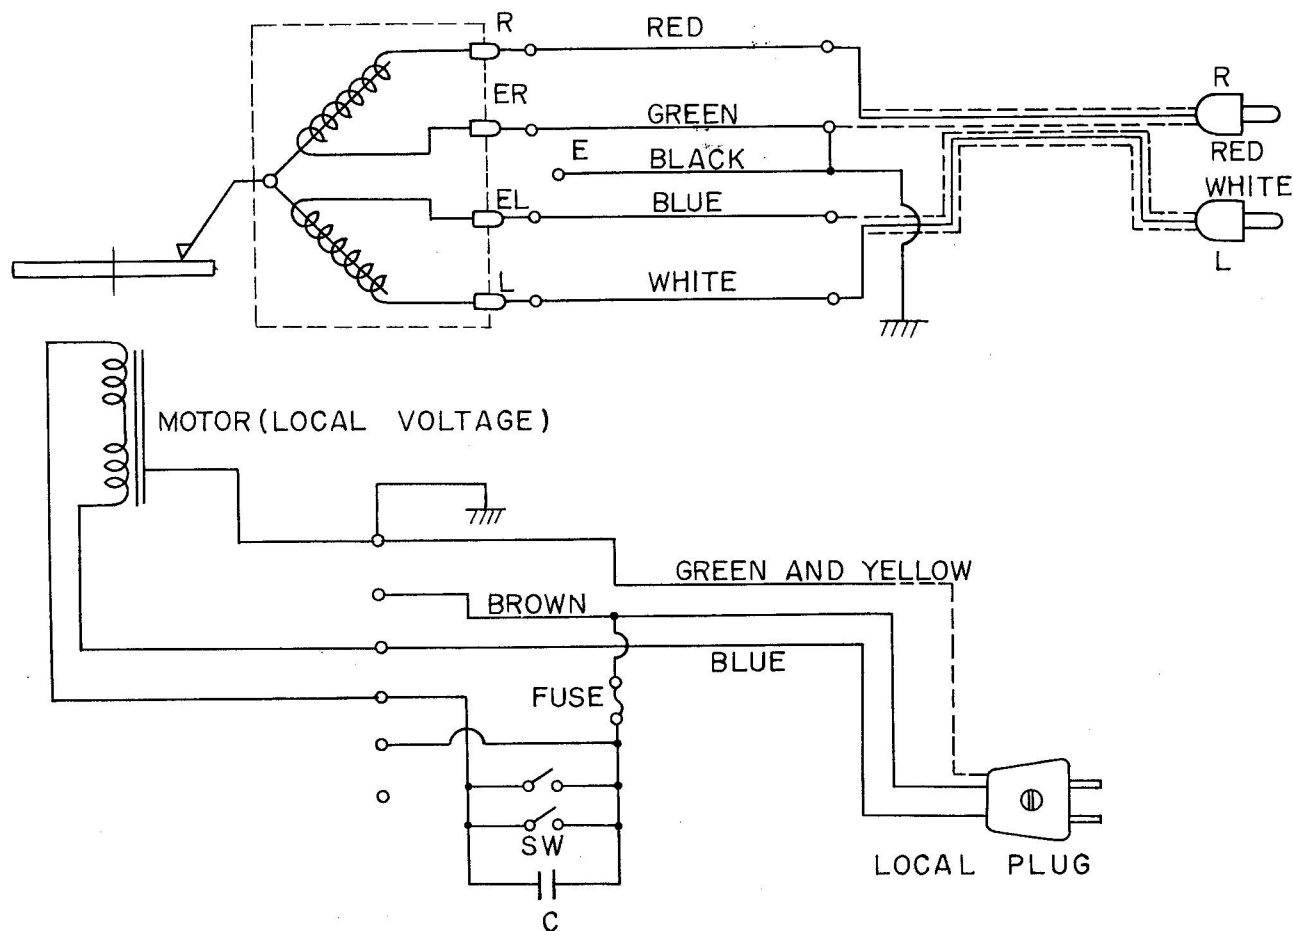 R
RED
ER
GREEN
R
RED
E
BLACK
WHITE
EL
BLUE
L
L
WHITE
MOTOR (LOCAL VOLTAGE)
GREEN AND YELLOW
BROWN
BLUE
FUSE
SW
LOCAL PLUG
C